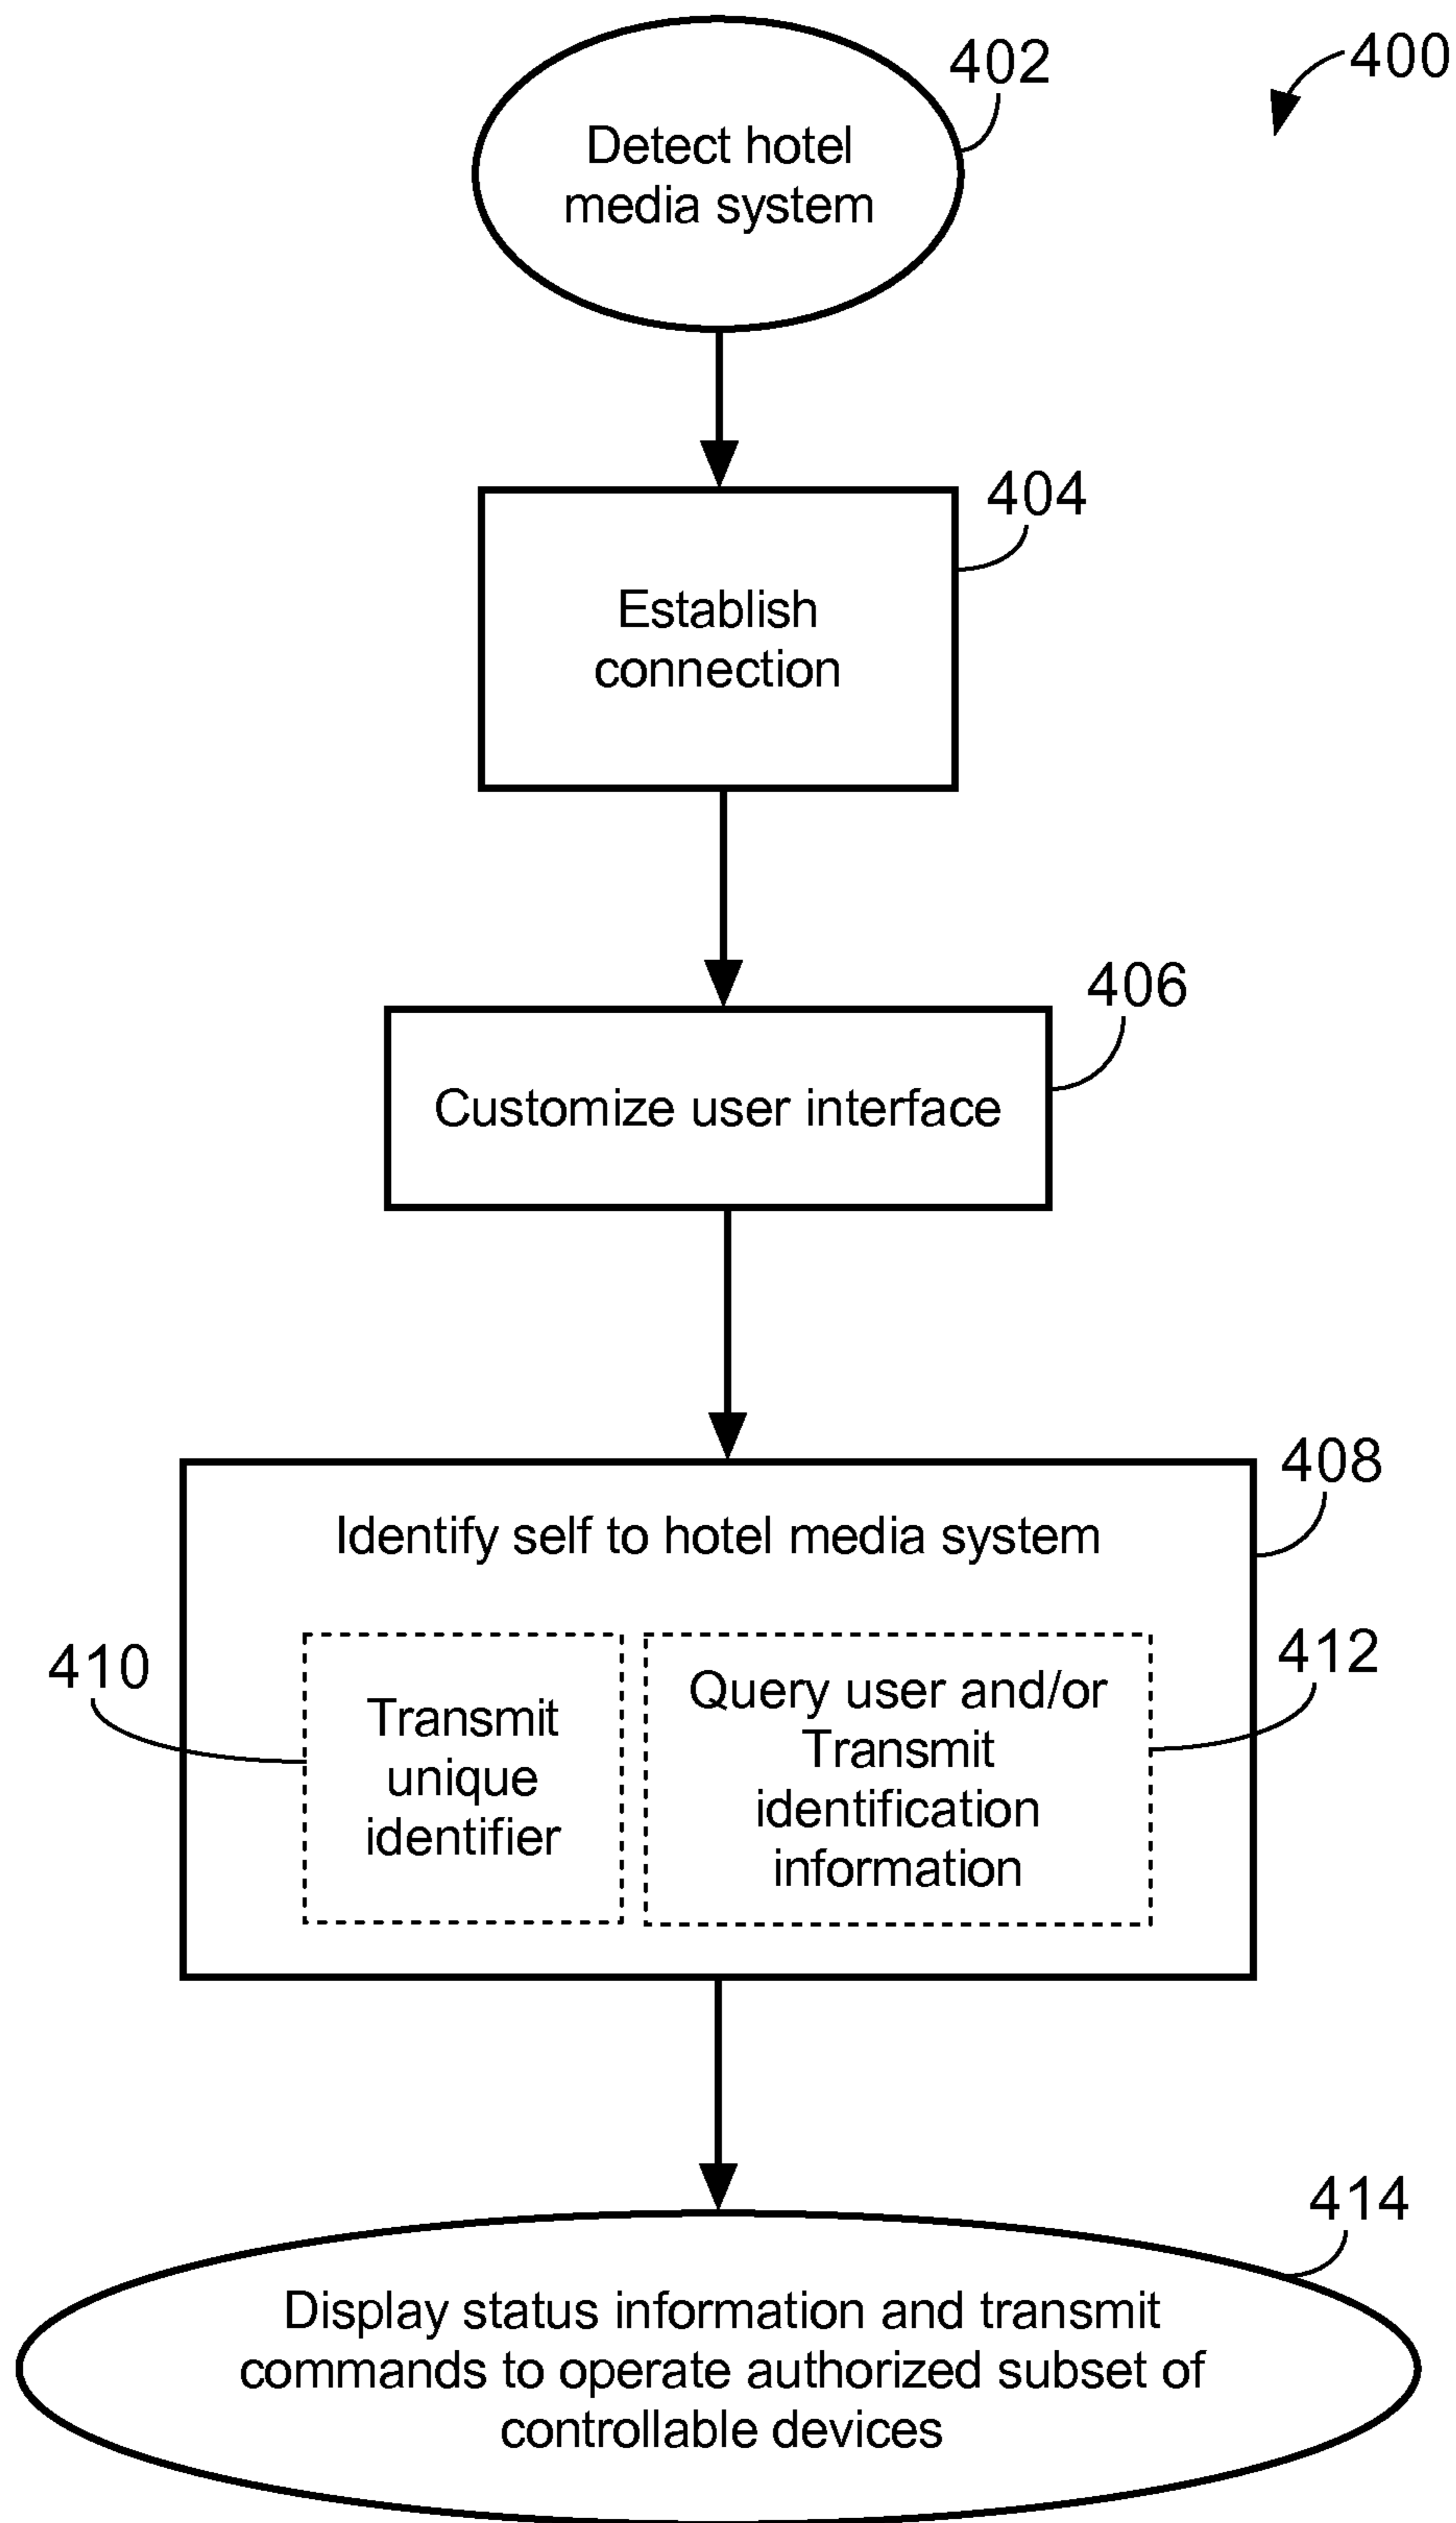 400
402
Detect hotel
media system
404
Establish
connection
406
Customize user interface
408
Identify self to hotel media system
410
Transmit
unique
identifier
412
Query user and/or
Transmit
identification
information
414
Display status information and transmit
commands to operate authorized subset of
controllable devices